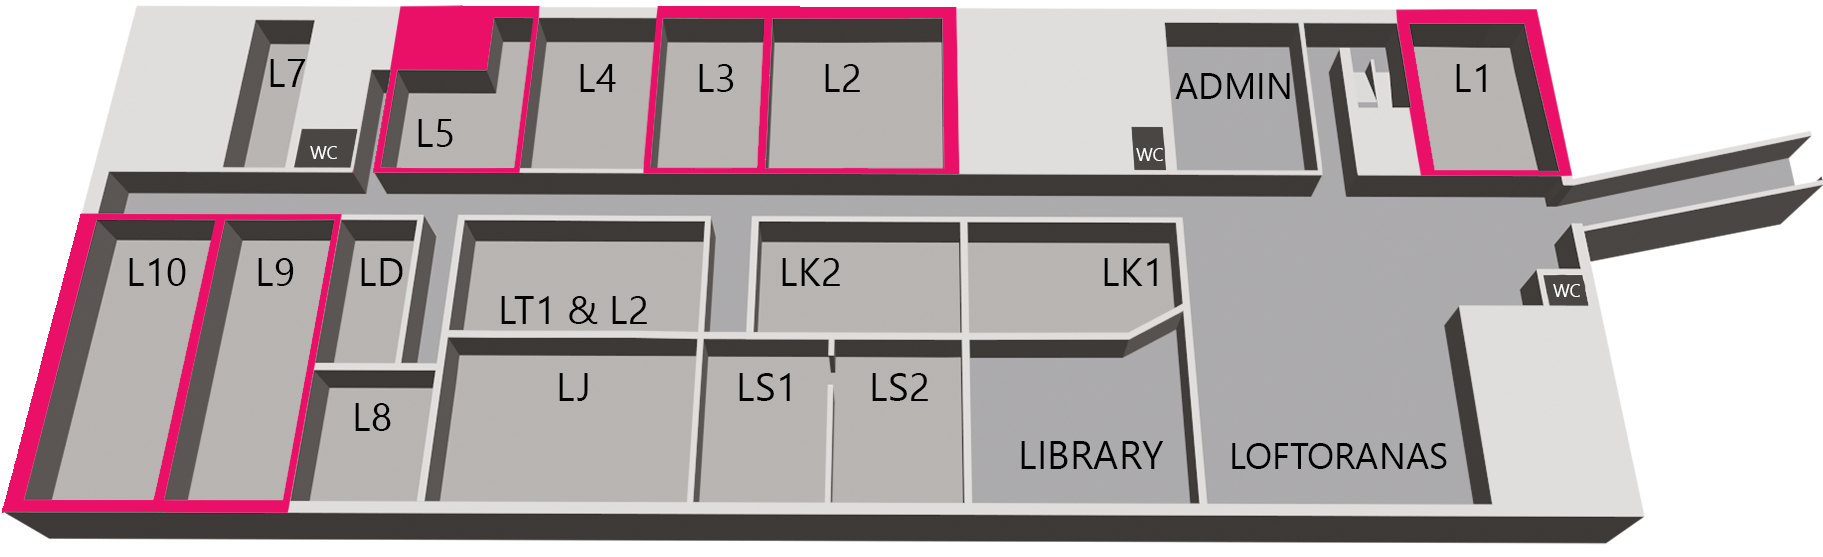 L7
WC
L5
L4
L3
L2
WC
ADMIN
L1
L10
L9
LD
LT1 & L2
LK2
LK1
WC
L8
LJ
LS1
LS2
LIBRARY
LOFTORANAS